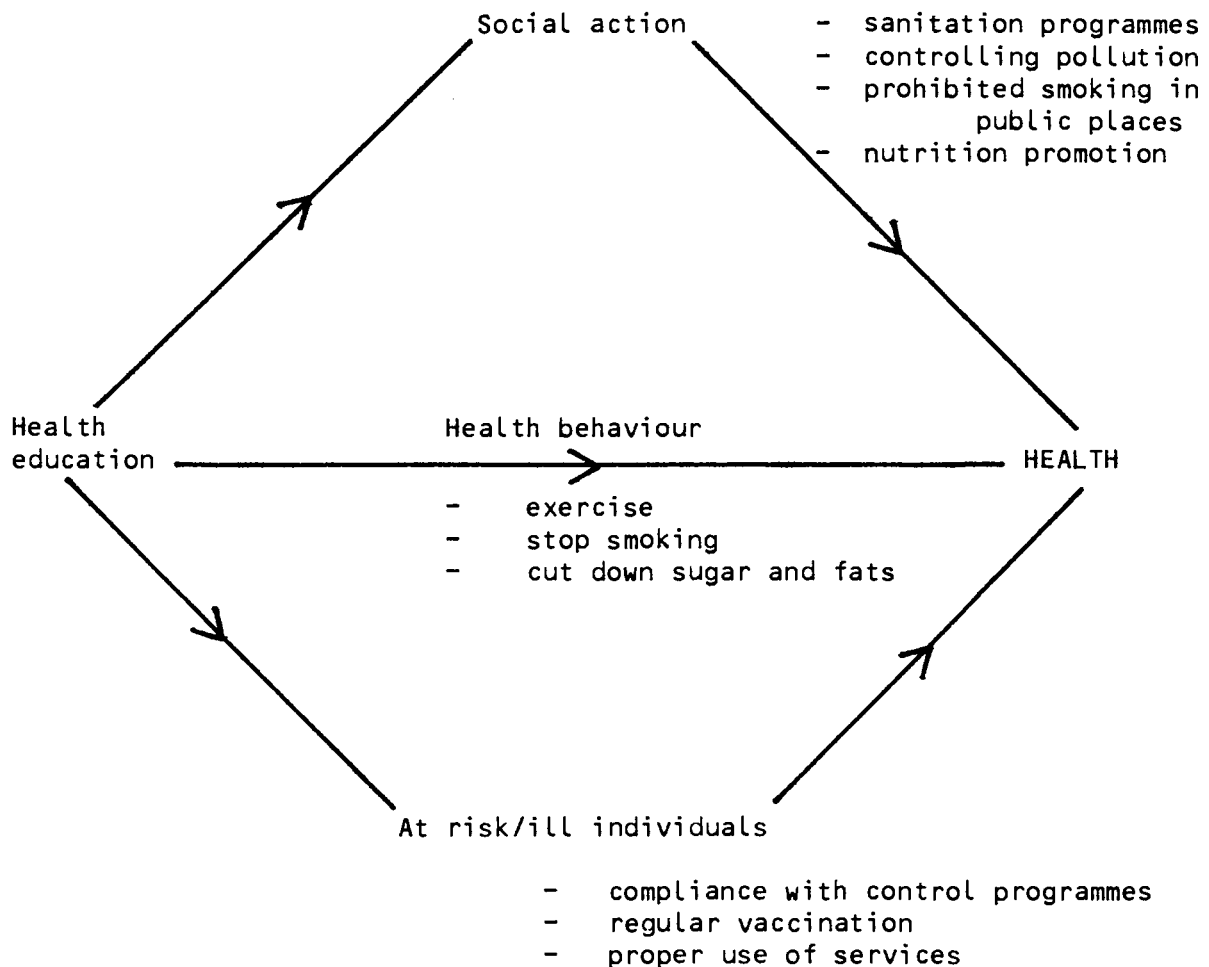 Social action
- sanitation programmes
- controlling pollution
- prohibited smoking in
public places
- nutrition promotion
Health
education
Health behaviour
HEALTH
- exercise
- stop smoking
- cut down sugar and fats
At risk/ill individuals
- compliance with control programmes
- regular vaccination
- proper use of services